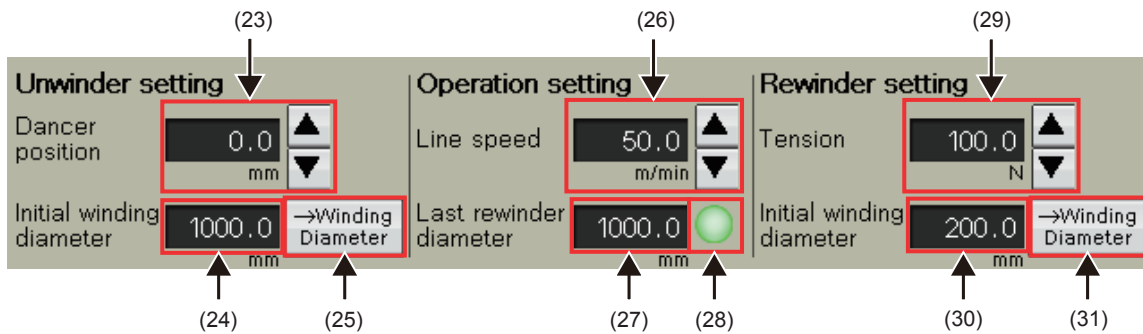 (23)
(26)
(29)
Unwinder setting
Operation setting
Rewinder setting
Dancer
position
0.0
mm
Line speed
50.0
m/min
Tension
100.0
N
Initial winding
diameter
1000.0
mm
→Winding
Diameter
Last rewinder
diameter
1000.0
mm
Initial winding
diameter
200.0
mm
→Winding
Diameter
(24)
(25)
(27)
(28)
(30)
(31)